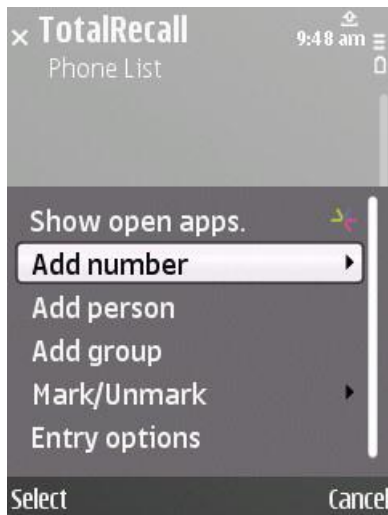 TotalRecall
9:48 am
Phone List
Show open apps.
Add number
Add person
Add group
Mark/Unmark
Entry options
Select
Cancel